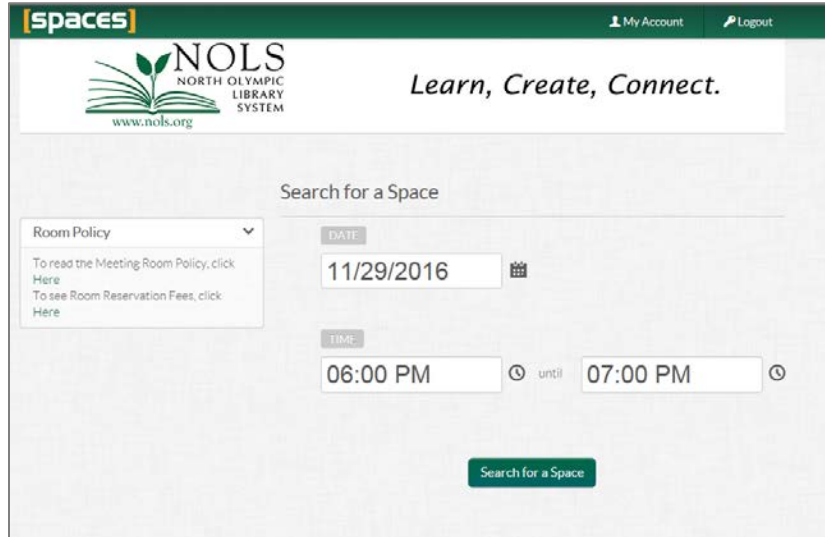 [spaces]
My Account
Logout
NOLS
NORTH OLYMPIC
LIBRARY
SYSTEM
www.nols.org
Learn, Create, Connect.
Search for a Space
Room Policy
To read the Meeting Room Policy, click
Here
To see Room Reservation Fees, click
Here
DATE
11/29/2016
TIME
06:00 PM
until
07:00 PM
Search for a Space